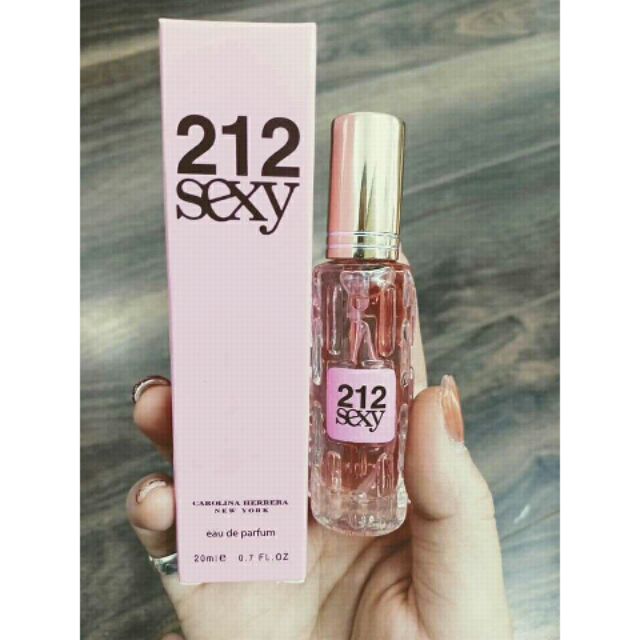 212
sexy
CAROLINA HERRERA
NEW YORK
eau de parfum
20ml e 0.7 FL.OZ
212
sexy